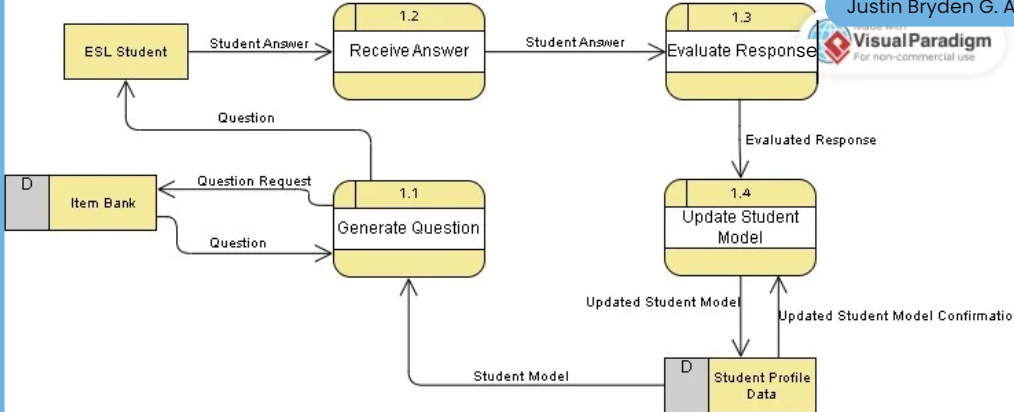 Justin Bryden G. A
1.2
1.3
ESL Student
Student Answer
Receive Answer
Student Answer
Evaluate Response
Visual Paradigm
For non-commercial use
Question
Evaluated Response
D
Item Bank
Question Request
1.1
Generate Question
Question
1.4
Update Student
Model
Updated Student Model
Updated Student Model Confirmatio
Student Model
D
Student Profile
Data